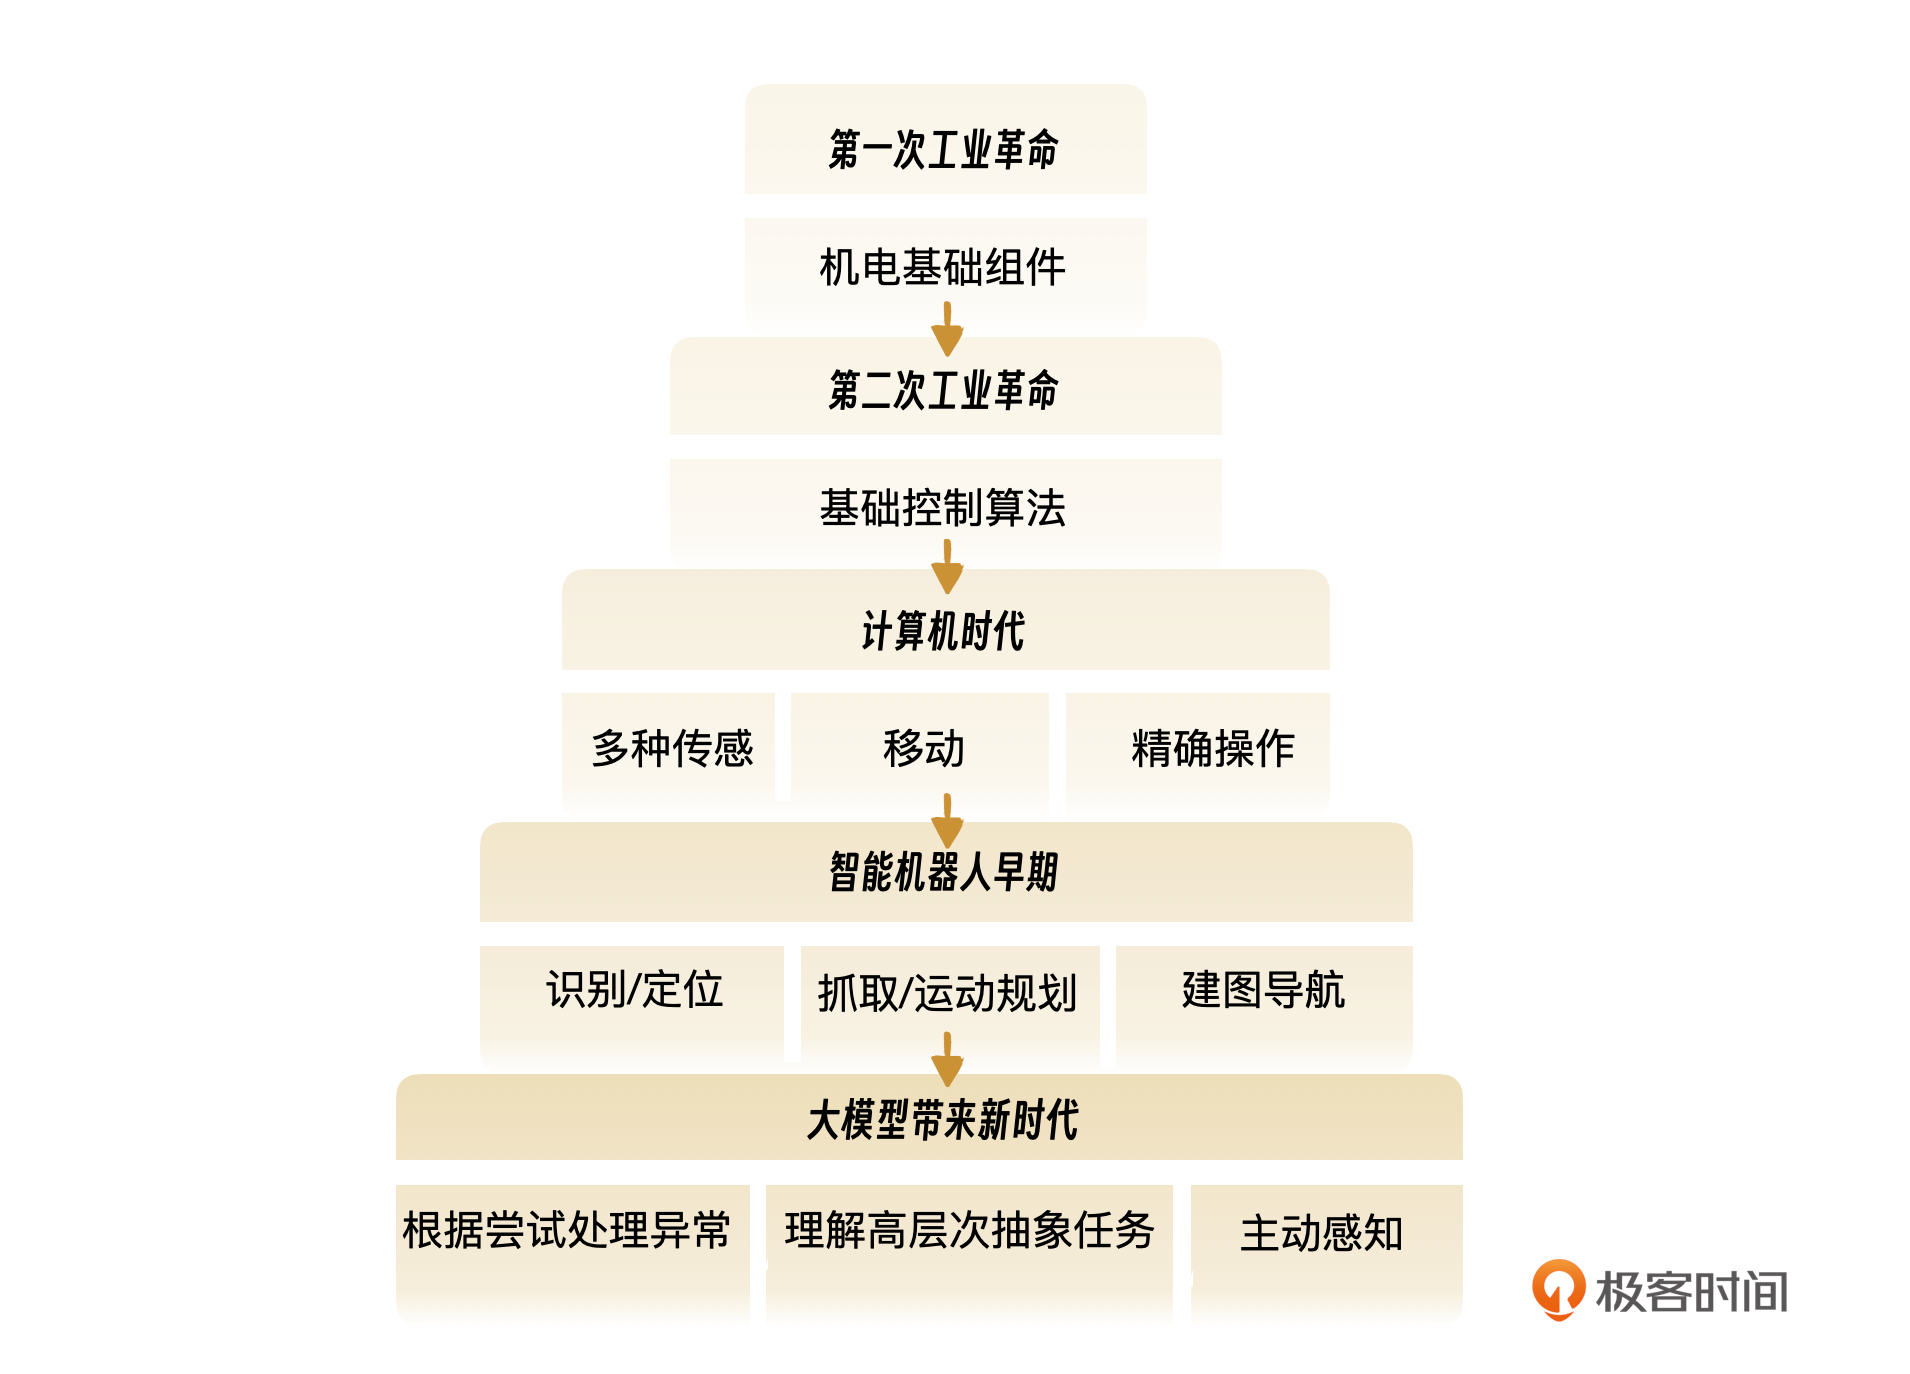 第一次工业革命
机电基础组件
第二次工业革命
基础控制算法
计算机时代
多种传感
移动
精确操作
智能机器人早期
识别/定位
抓取/运动规划
建图导航
大模型带来新时代
根据尝试处理异常
理解高层次抽象任务
主动感知
极客时间